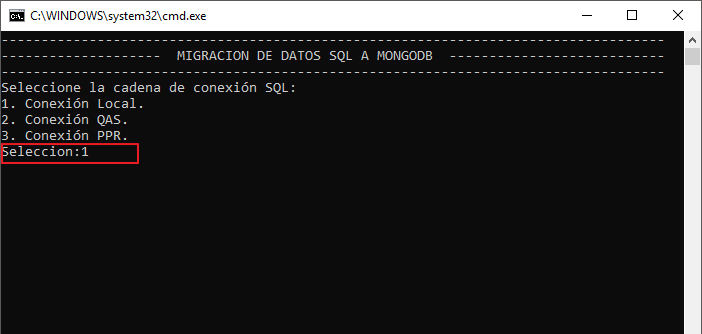 C:\WINDOWS\system32\cmd.exe
-----------------------------------------------------------------------------------
-------------------- MIGRACION DE DATOS SQL A MONGODB ---------------------------
-----------------------------------------------------------------------------------
Seleccione la cadena de conexión SQL:
1. Conexión Local.
2. Conexión QAS.
3. Conexión PPR.
Seleccion:1